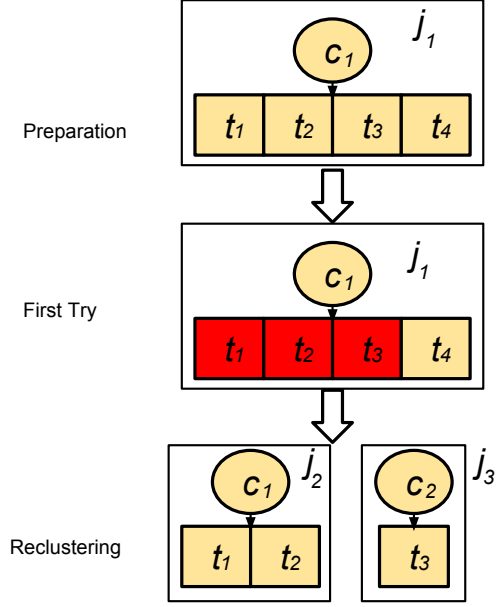 j1
c1
Preparation
t1 t2 t3 t4
j1
c1
First Try
t1 t2 t3 t4
c1 j2 c2 j3
Reclustering
t1 t2 t3